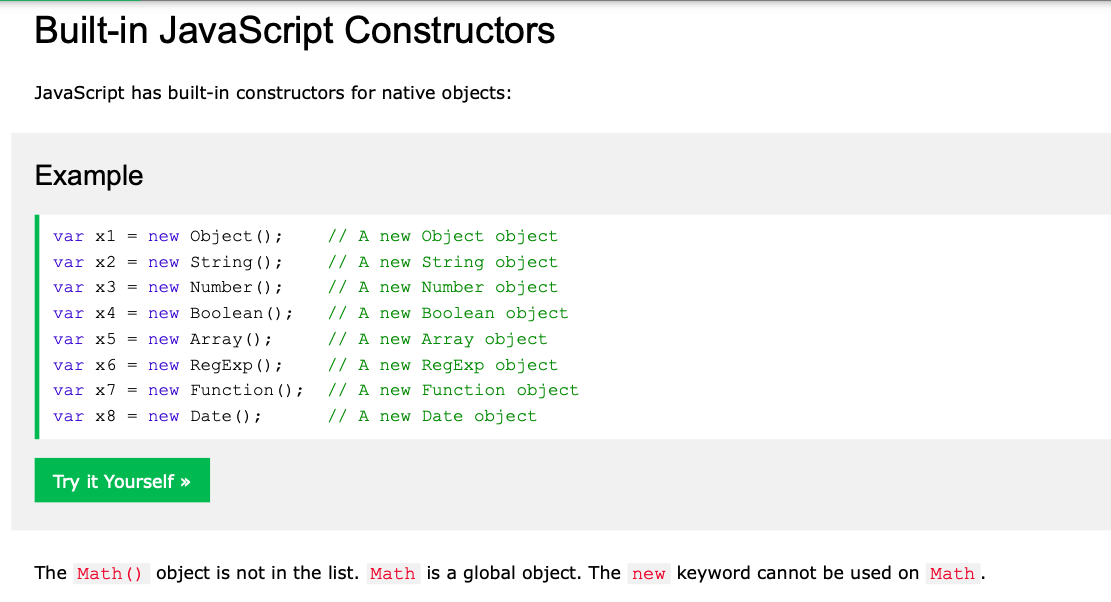 Built-in JavaScript Constructors
JavaScript has built-in constructors for native objects:
Example
var x1 = new Object();    // A new Object object
var x2 = new String();    // A new String object
var x3 = new Number();    // A new Number object
var x4 = new Boolean();   // A new Boolean object
var x5 = new Array();     // A new Array object
var x6 = new RegExp();    // A new RegExp object
var x7 = new Function();  // A new Function object
var x8 = new Date();      // A new Date object
Try it Yourself »
The Math() object is not in the list. Math is a global object. The new keyword cannot be used on Math.